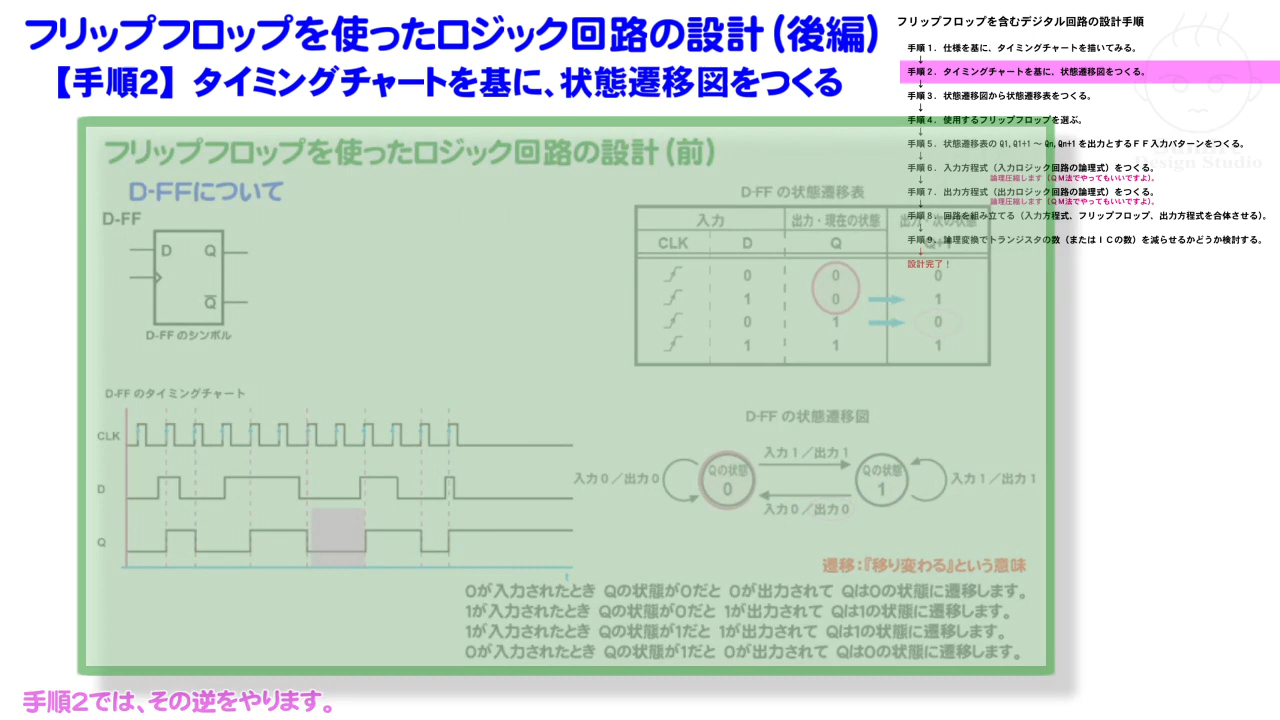 フリップフロップを使ったロジック回路の設計（後編）
【手順2】タイミングチャートを基に、状態遷移図をつくる
フリップフロップを含むデジタル回路の設計手順
手順１．仕様を基に、タイミングチャートを描いてみる。
↓
手順２．タイミングチャートを基に、状態遷移図をつくる。
↓
手順３．状態遷移図から状態遷移表をつくる。
↓
手順４．使用するフリップフロップを選ぶ。
↓
手順５．状態遷移表の Q1,Q1+1 ～ Qn,Qn+1 を出力とするＦＦ入力パターンをつくる。
↓
手順６．入力方程式（入力ロジック回路の論理式）をつくる。
↓ 論理圧縮します（ＱＭ法でやってもいいですよ）。
手順７．出力方程式（出力ロジック回路の論理式）をつくる。
↓ 論理圧縮します（ＱＭ法でやってもいいですよ）。
手順８．回路を組み立てる（入力方程式、フリップフロップ、出力方程式を合体させる）。
↓
手順９．論理変換でトランジスタの数（またはＩＣの数）を減らせるかどうか検討する。
↓
設計完了！
Design Studio
フリップフロップを使ったロジック回路の設計（前）
D-FFについて
D-FF
D Q
Q̅
D-FF のシンボル
D-FF の状態遷移表
入力 出力・現在の状態 出力・次の状態
CLK D Q Q+1
0 0 0
1 0 1
0 1 0
1 1 1
D-FF のタイミングチャート
CLK
D
Q
t
D-FF の状態遷移図
入力１／出力１
入力０／出力０ Qの状態 0 Qの状態 1 入力１／出力１
入力０／出力０
遷移：『移り変わる』という意味
0が入力されたとき Qの状態が0だと 0が出力されて Qは0の状態に遷移します。
1が入力されたとき Qの状態が0だと 1が出力されて Qは1の状態に遷移します。
1が入力されたとき Qの状態が1だと 1が出力されて Qは1の状態に遷移します。
0が入力されたとき Qの状態が1だと 0が出力されて Qは0の状態に遷移します。
手順2では、その逆をやります。